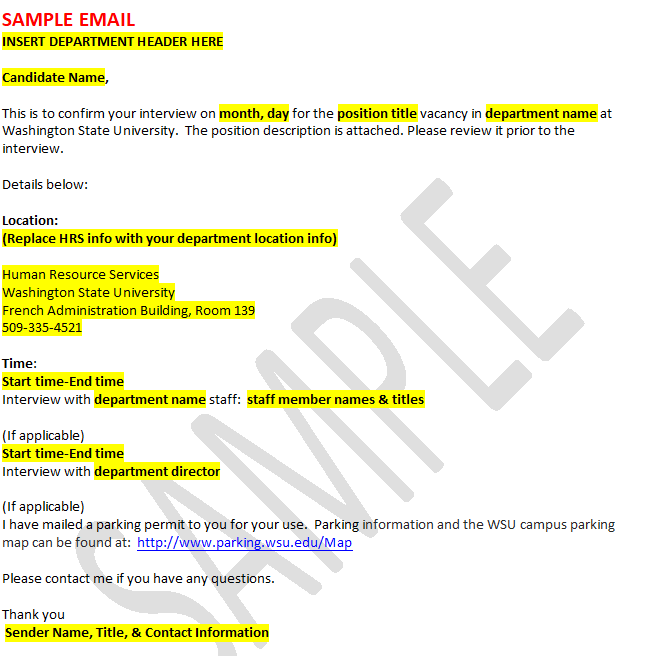 SAMPLE EMAIL
INSERT DEPARTMENT HEADER HERE
Candidate Name,
This is to confirm your interview on month, day for the position title vacancy in department name at
Washington State University.  The position description is attached. Please review it prior to the
interview.
Details below:
Location:
(Replace HRS info with your department location info)
Human Resource Services
Washington State University
French Administration Building, Room 139
509-335-4521
Time:
Start time-End time
Interview with department name staff:  staff member names & titles
(If applicable)
Start time-End time
Interview with department director
(If applicable)
I have mailed a parking permit to you for your use.  Parking information and the WSU campus parking
map can be found at:  http://www.parking.wsu.edu/Map
Please contact me if you have any questions.
Thank you
Sender Name, Title, & Contact Information
SAMPLE